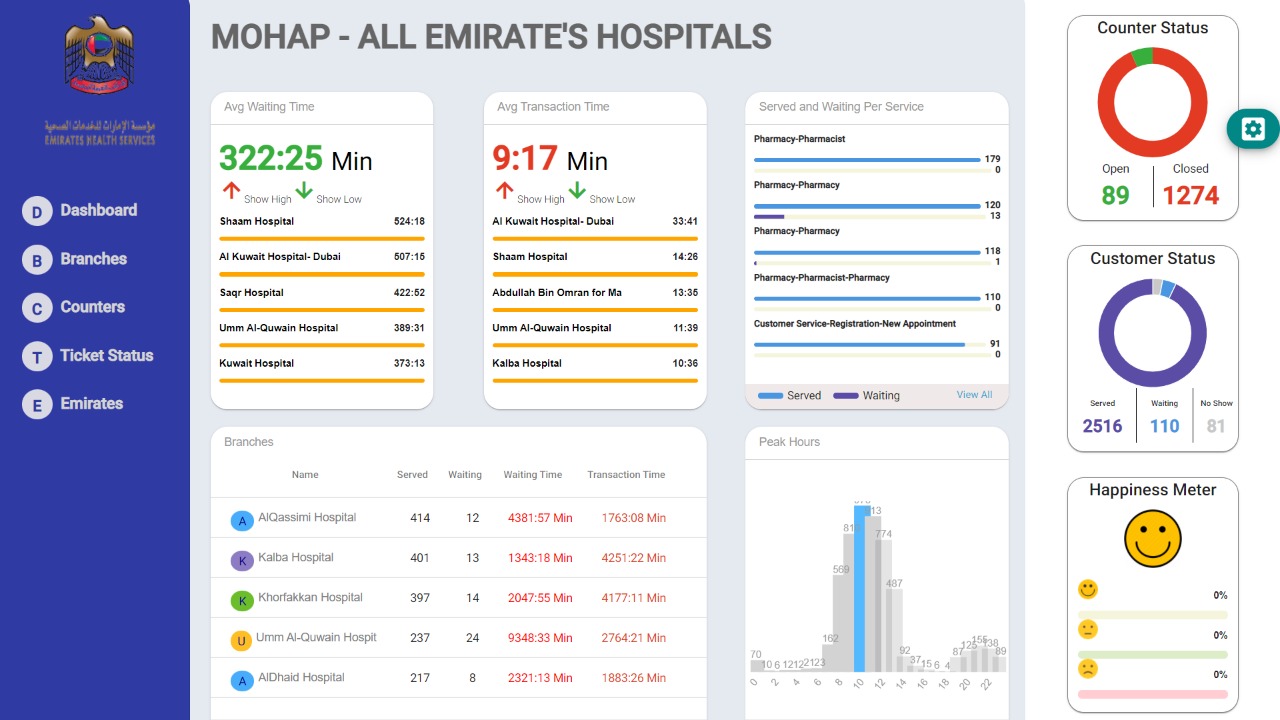 مؤسسة الإمارات للخدمات الصحية
EMIRATES HEALTH SERVICES
D Dashboard
B Branches
C Counters
T Ticket Status
E Emirates
MOHAP - ALL EMIRATE'S HOSPITALS
Avg Waiting Time
322:25 Min
Show High Show Low
Shaam Hospital 524:18
Al Kuwait Hospital- Dubai 507:15
Saqr Hospital 422:52
Umm Al-Quwain Hospital 389:31
Kuwait Hospital 373:13
Avg Transaction Time
9:17 Min
Show High Show Low
Al Kuwait Hospital- Dubai 33:41
Shaam Hospital 14:26
Abdullah Bin Omran for Ma 13:35
Umm Al-Quwain Hospital 11:39
Kalba Hospital 10:36
Served and Waiting Per Service
Pharmacy-Pharmacist
179
0
Pharmacy-Pharmacy
120
13
Pharmacy-Pharmacy
118
1
Pharmacy-Pharmacist-Pharmacy
110
0
Customer Service-Registration-New Appointment
91
0
Served Waiting View All
Branches
Name Served Waiting Waiting Time Transaction Time
A AlQassimi Hospital 414 12 4381:57 Min 1763:08 Min
K Kalba Hospital 401 13 1343:18 Min 4251:22 Min
K Khorfakkan Hospital 397 14 2047:55 Min 4177:11 Min
U Umm Al-Quwain Hospit 237 24 9348:33 Min 2764:21 Min
A AlDhaid Hospital 217 8 2321:13 Min 1883:26 Min
Peak Hours
70 10 6 12 12 21 23 162 569 774 487 92 37 15 6 4 87 125 155 138 89
0 2 4 6 8 10 12 14 16 18 20 22
Counter Status
Open Closed
89 1274
Customer Status
Served Waiting No Show
2516 110 81
Happiness Meter
0%
0%
0%